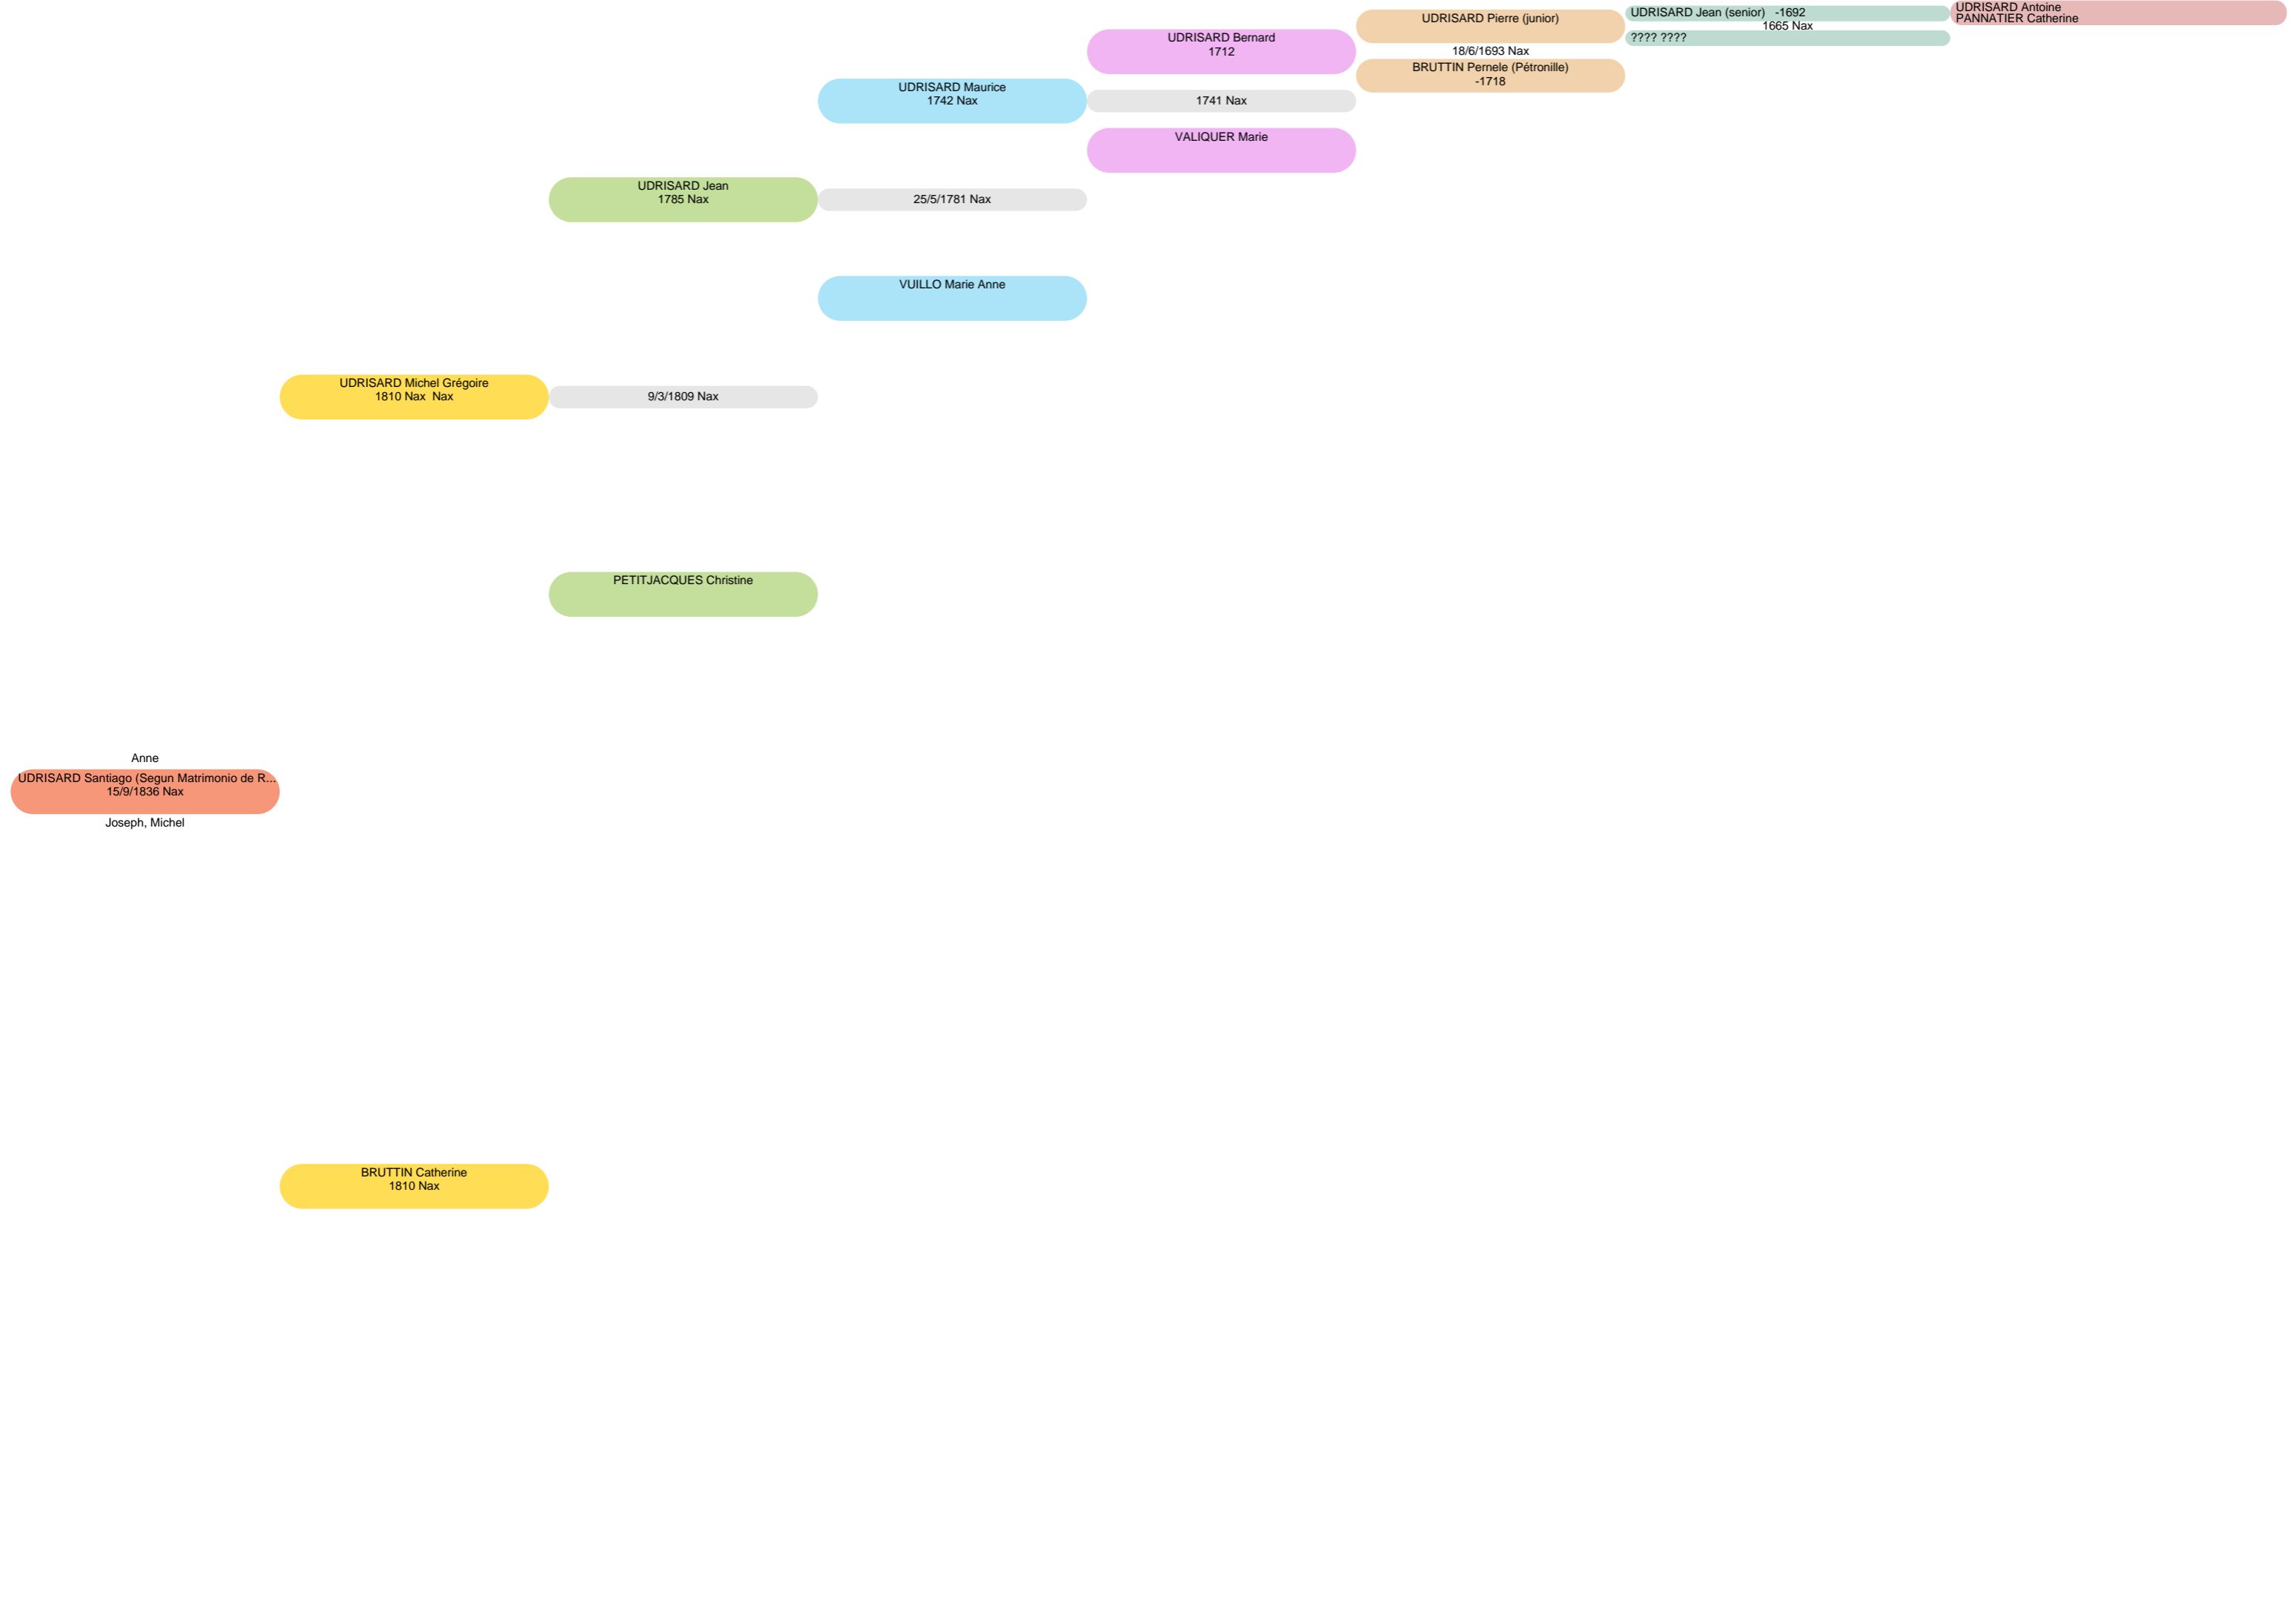 UDRISARD Antoine
PANNATIER Catherine
UDRISARD Jean (senior)   -1692
1665 Nax
???? ????
UDRISARD Pierre (junior)
18/6/1693 Nax
BRUTTIN Pernele (Pétronille)
-1718
UDRISARD Bernard
1712
1741 Nax
VALIQUER Marie
UDRISARD Maurice
1742 Nax
25/5/1781 Nax
VUILLO Marie Anne
UDRISARD Jean
1785 Nax
9/3/1809 Nax
PETITJACQUES Christine
UDRISARD Michel Grégoire
1810 Nax  Nax
BRUTTIN Catherine
1810 Nax
Anne
UDRISARD Santiago (Segun Matrimonio de R...
15/9/1836 Nax
Joseph, Michel